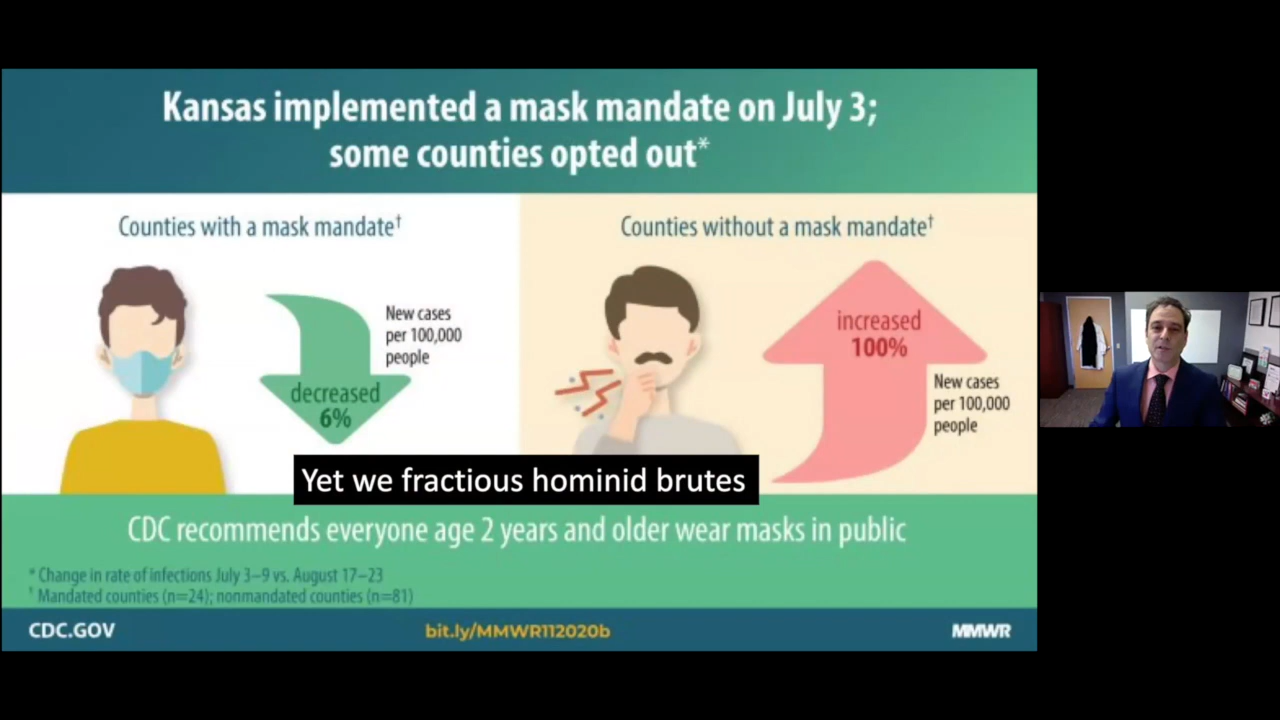 Kansas implemented a mask mandate on July 3;
some counties opted out*
Counties with a mask mandate†
New cases
per 100,000
people
decreased
6%
Counties without a mask mandate†
increased
100%
New cases
per 100,000
people
Yet we fractious hominid brutes
CDC recommends everyone age 2 years and older wear masks in public
* Change in rate of infections July 3–9 vs. August 17–23
† Mandated counties (n=24); nonmandated counties (n=81)
CDC.GOV
bit.ly/MMWR112020b
MMWR